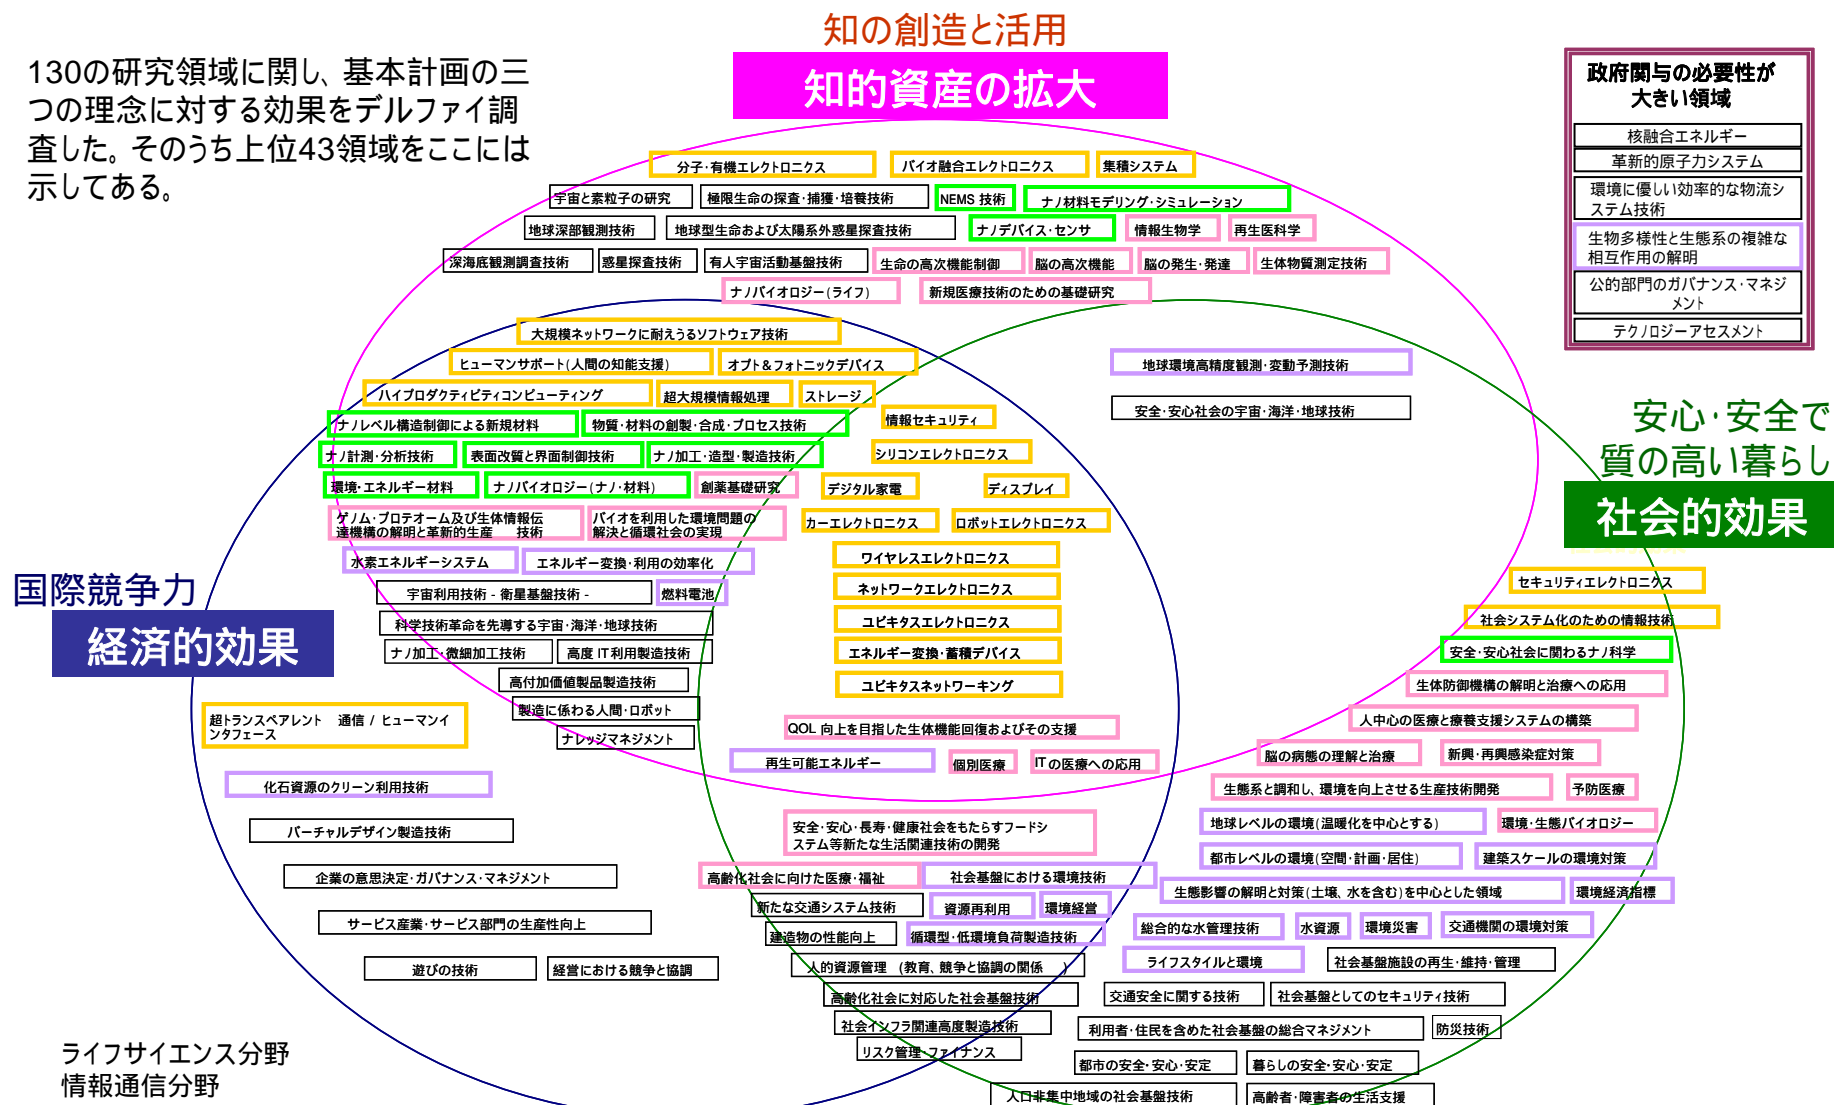 知の創造と活用
知的資産の拡大
130の研究領域に関し、基本計画の三
つの理念に対する効果をデルファイ調
査した。そのうち上位43領域をここには
示してある。
政府関与の必要性が
大きい領域
核融合エネルギー
革新的原子力システム
環境に優しい効率的な物流シ
ステム技術
生物多様性と生態系の複雑な
相互作用の解明
公的部門のガバナンス・マネジ
メント
テクノロジーアセスメント
分子・有機エレクトロニクス
バイオ融合エレクトロニクス
集積システム
宇宙と素粒子の研究
極限生命の探査・捕獲・培養技術
NEMS 技術
ナノ材料モデリング・シミュレーション
地球深部観測技術
地球型生命および太陽系外惑星探査技術
ナノデバイス・センサ
情報生物学
再生医科学
深海底観測調査技術
惑星探査技術
有人宇宙活動基盤技術
生命の高次機能制御
脳の高次機能
脳の発生・発達
生体物質測定技術
ナノバイオロジー(ライフ)
新規医療技術のための基礎研究
大規模ネットワークに耐えうるソフトウェア技術
ヒューマンサポート(人間の知能支援)
オプト&フォトニックデバイス
地球環境高精度観測・変動予測技術
ハイプロダクティビティコンピューティング
超大規模情報処理
ストレージ
安全・安心社会の宇宙・海洋・地球技術
ナノレベル構造制御による新規材料
物質・材料の創製・合成・プロセス技術
情報セキュリティ
安心・安全で
質の高い暮らし
社会的効果
ナノ計測・分析技術
表面改質と界面制御技術
ナノ加工・造型・製造技術
シリコンエレクトロニクス
環境・エネルギー材料
ナノバイオロジー(ナノ・材料)
創薬基礎研究
デジタル家電
ディスプレイ
ゲノム・プロテオーム及び生体情報伝
達機構の解明と革新的生産 技術
バイオを利用した環境問題の
解決と循環社会の実現
カーエレクトロニクス
ロボットエレクトロニクス
水素エネルギーシステム
エネルギー変換・利用の効率化
ワイヤレスエレクトロニクス
国際競争力
経済的効果
宇宙利用技術 - 衛星基盤技術 -
燃料電池
ネットワークエレクトロニクス
セキュリティエレクトロニクス
科学技術革命を先導する宇宙・海洋・地球技術
ユビキタスエレクトロニクス
社会システム化のための情報技術
ナノ加工・微細加工技術
高度 IT 利用製造技術
エネルギー変換・蓄積デバイス
安全・安心社会に関わるナノ科学
高付加価値製品製造技術
ユビキタスネットワーキング
生体防御機構の解明と治療への応用
製造に係わる人間・ロボット
超トランスペアレント 通信 / ヒューマンイ
ンタフェース
ナレッジマネジメント
QOL 向上を目指した生体機能回復およびその支援
人中心の医療と療養支援システムの構築
再生可能エネルギー
個別医療
ITの医療への応用
脳の病態の理解と治療
新興・再興感染症対策
化石資源のクリーン利用技術
生態系と調和し、環境を向上させる生産技術開発
予防医療
バーチャルデザイン製造技術
安全・安心・長寿・健康社会をもたらすフードシ
ステム等新たな生活関連技術の開発
地球レベルの環境(温暖化を中心とする)
環境・生態バイオロジー
都市レベルの環境(空間・計画・居住)
建築スケールの環境対策
企業の意思決定・ガバナンス・マネジメント
高齢化社会に向けた医療・福祉
社会基盤における環境技術
生態影響の解明と対策(土壌、水を含む)を中心とした領域
環境経済指標
サービス産業・サービス部門の生産性向上
新たな交通システム技術
資源再利用
環境経営
総合的な水管理技術
水資源
環境災害
交通機関の環境対策
建造物の性能向上
循環型・低環境負荷製造技術
遊びの技術
経営における競争と協調
人的資源管理 (教育、競争と協調の関係 )
ライフスタイルと環境
社会基盤施設の再生・維持・管理
高齢化社会に対応した社会基盤技術
交通安全に関する技術
社会基盤としてのセキュリティ技術
社会インフラ関連高度製造技術
利用者・住民を含めた社会基盤の総合マネジメント
防災技術
リスク管理・ファイナンス
都市の安全・安心・安定
暮らしの安全・安心・安定
人口非集中地域の社会基盤技術
高齢者・障害者の生活支援
ライフサイエンス分野
情報通信分野